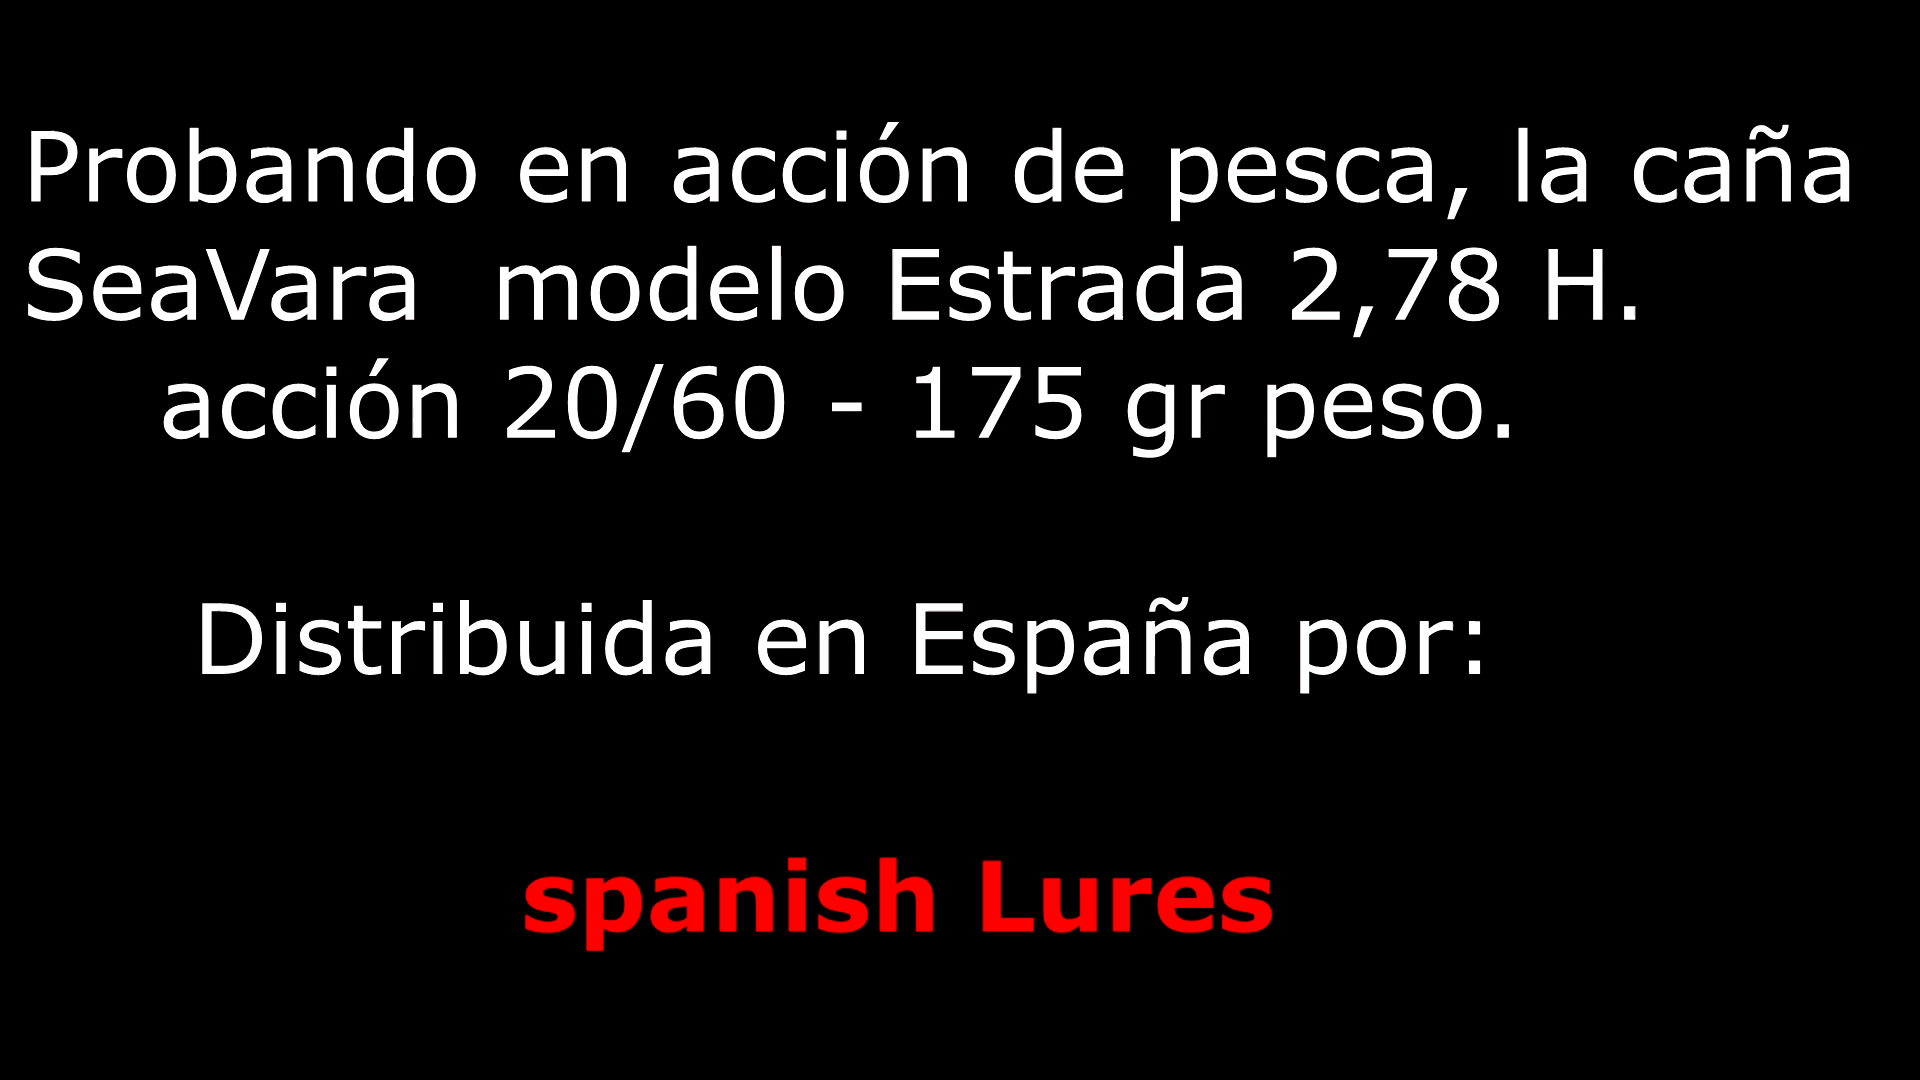 Probando en acción de pesca, la caña
SeaVara modelo Estrada 2,78 H.
acción 20/60 - 175 gr peso.
Distribuida en España por:
spanish Lures